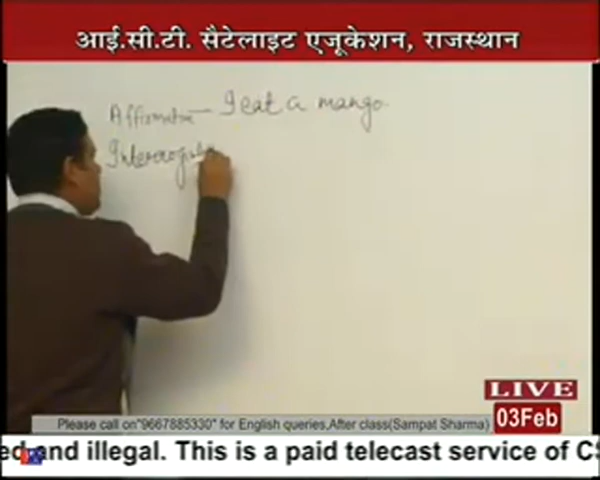 आई.सी.टी. सैटेलाइट एजूकेशन, राजस्थान
Affirmative — I eat a mango.
Interrogative
LIVE
03Feb
Please call on"9667885330" for English queries,After class(Sampat Sharma)
ed and illegal. This is a paid telecast service of CS